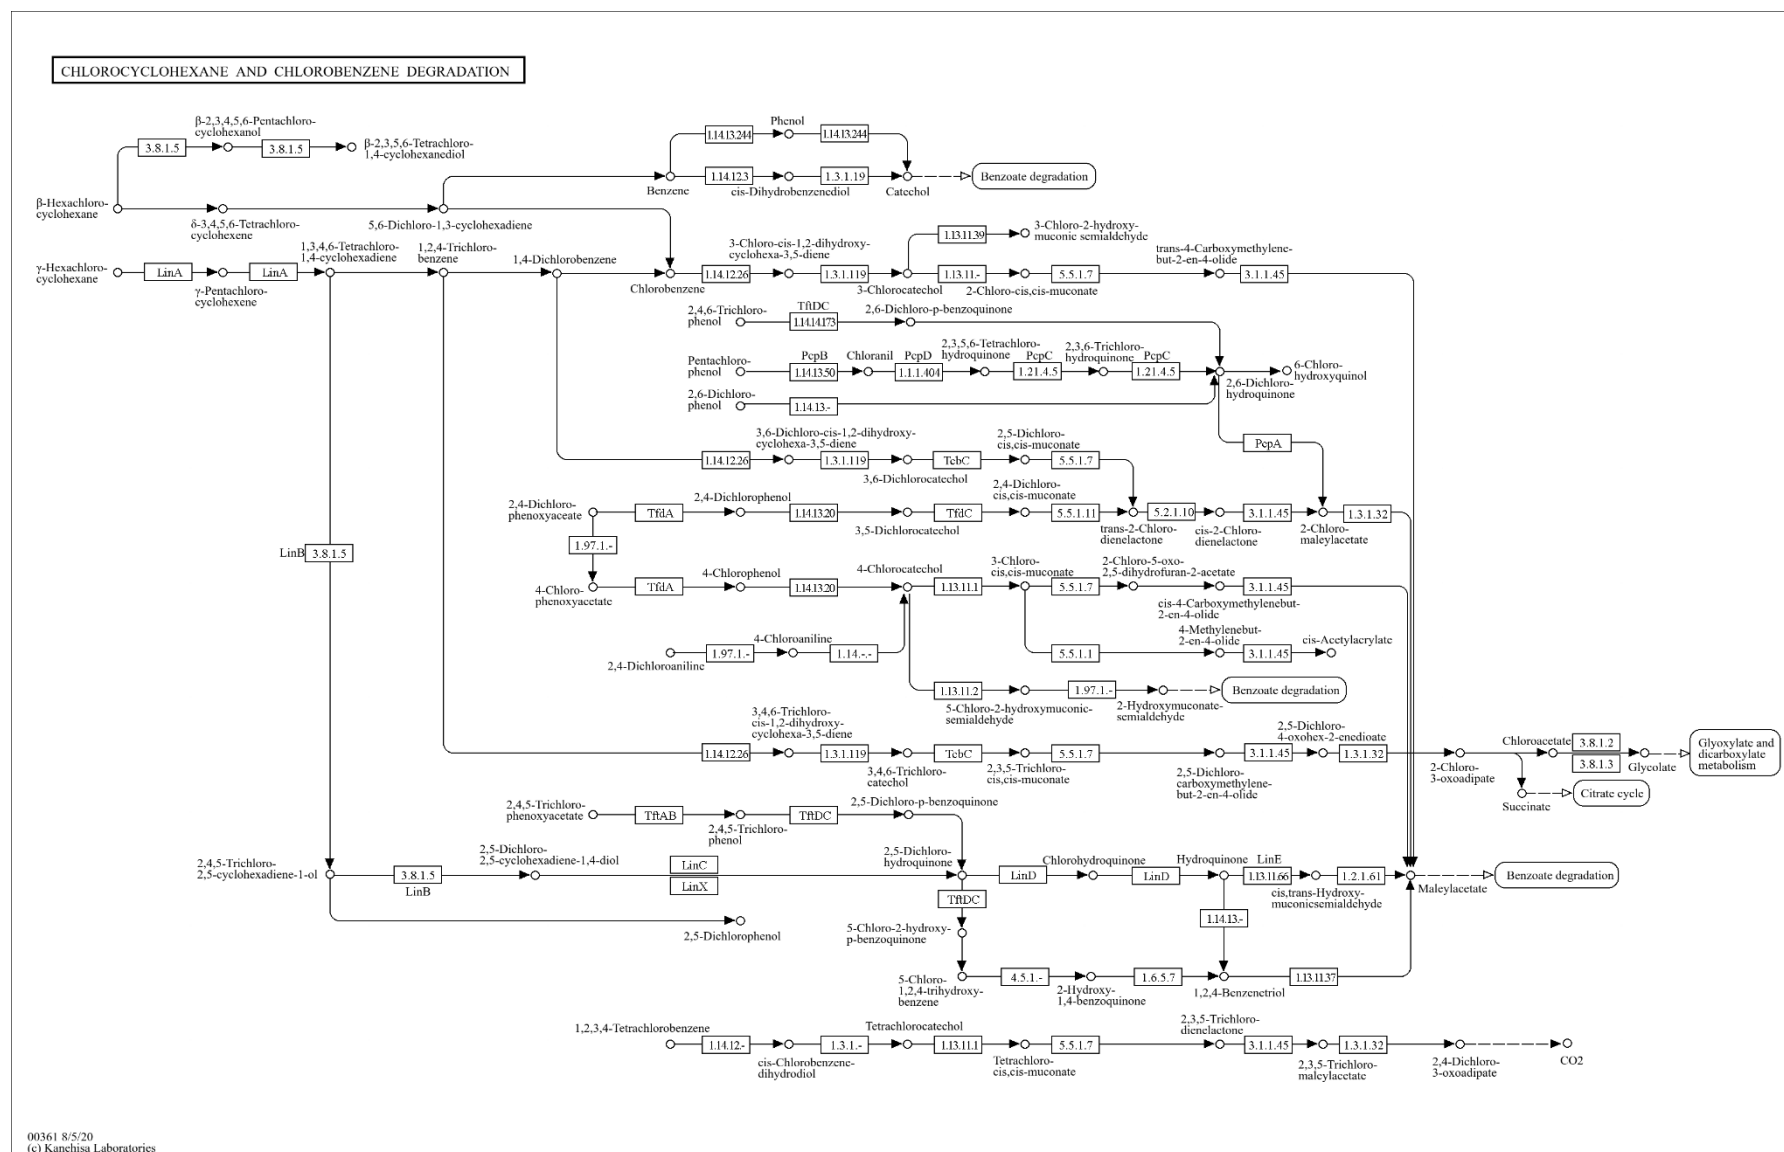 CHLOROCYCLOHEXANE AND CHLOROBENZENE DEGRADATION
β-2,3,4,5,6-Pentachloro-
cyclohexanol
3.8.1.5
3.8.1.5
β-2,3,5,6-Tetrachloro-
1,4-cyclohexanediol
Phenol
1.14.13.244
1.14.13.244
Benzene
1.14.12.3
cis-Dihydrobenzenediol
1.3.1.19
Catechol
Benzoate degradation
β-Hexachloro-
cyclohexane
δ-3,4,5,6-Tetrachloro-
cyclohexene
5,6-Dichloro-1,3-cyclohexadiene
γ-Hexachloro-
cyclohexane
LinA
γ-Pentachloro-
cyclohexene
LinA
1,3,4,6-Tetrachloro-
1,4-cyclohexadiene
1,2,4-Trichloro-
benzene
1,4-Dichlorobenzene
Chlorobenzene
1.14.12.26
3-Chloro-cis-1,2-dihydroxy-
cyclohexa-3,5-diene
1.3.1.119
3-Chlorocatechol
1.13.11.39
3-Chloro-2-hydroxy-
muconic semialdehyde
1.13.11.-
2-Chloro-cis,cis-muconate
5.5.1.7
trans-4-Carboxymethylene-
but-2-en-4-olide
3.1.1.45
2,4,6-Trichloro-
phenol
TftDC
1.14.14.173
2,6-Dichloro-p-benzoquinone
Pentachloro-
phenol
PcpB
1.14.13.50
Chloranil
PcpD
1.1.1.404
2,3,5,6-Tetrachloro-
hydroquinone
PcpC
1.21.4.5
2,3,6-Trichloro-
hydroquinone
PcpC
1.21.4.5
2,6-Dichloro-
hydroquinone
6-Chloro-
hydroxyquinol
2,6-Dichloro-
phenol
1.14.13.-
PcpA
3,6-Dichloro-cis-1,2-dihydroxy-
cyclohexa-3,5-diene
1.14.12.26
1.3.1.119
3,6-Dichlorocatechol
TcbC
2,5-Dichloro-
cis,cis-muconate
5.5.1.7
2,4-Dichloro-
phenoxyaceate
TfdA
2,4-Dichlorophenol
1.14.13.20
3,5-Dichlorocatechol
TfdC
2,4-Dichloro-
cis,cis-muconate
5.5.1.11
trans-2-Chloro-
dienelactone
5.2.1.10
cis-2-Chloro-
dienelactone
3.1.1.45
2-Chloro-
maleylacetate
1.3.1.32
LinB
3.8.1.5
1.97.1.-
4-Chloro-
phenoxyacetate
TfdA
4-Chlorophenol
1.14.13.20
4-Chlorocatechol
1.13.11.1
3-Chloro-
cis,cis-muconate
5.5.1.7
2-Chloro-5-oxo-
2,5-dihydrofuran-2-acetate
3.1.1.45
cis-4-Carboxymethylenebut-
2-en-4-olide
2,4-Dichloroaniline
1.97.1.-
4-Chloroaniline
1.14.-.-
5.5.1.1
4-Methylenebut-
2-en-4-olide
3.1.1.45
cis-Acetylacrylate
1.13.11.2
5-Chloro-2-hydroxymuconic-
semialdehyde
1.97.1.-
2-Hydroxymuconate-
semialdehyde
Benzoate degradation
3,4,6-Trichloro-
cis-1,2-dihydroxy-
cyclohexa-3,5-diene
1.14.12.26
1.3.1.119
3,4,6-Trichloro-
catechol
TcbC
2,3,5-Trichloro-
cis,cis-muconate
5.5.1.7
2,5-Dichloro-
carboxymethylene-
but-2-en-4-olide
3.1.1.45
2,5-Dichloro-
4-oxohex-2-enedioate
1.3.1.32
2-Chloro-
3-oxoadipate
Chloroacetate
3.8.1.2
3.8.1.3
Glycolate
Glyoxylate and
dicarboxylate
metabolism
Succinate
Citrate cycle
2,4,5-Trichloro-
phenoxyacetate
TftAB
2,4,5-Trichloro-
phenol
TftDC
2,5-Dichloro-p-benzoquinone
2,4,5-Trichloro-
2,5-cyclohexadiene-1-ol
3.8.1.5
LinB
2,5-Dichloro-
2,5-cyclohexadiene-1,4-diol
LinC
LinX
2,5-Dichloro-
hydroquinone
LinD
Chlorohydroquinone
LinD
Hydroquinone
LinE
1.13.11.66
cis,trans-Hydroxy-
muconicsemialdehyde
1.2.1.61
Maleylacetate
Benzoate degradation
2,5-Dichlorophenol
TftDC
5-Chloro-2-hydroxy-
p-benzoquinone
1.14.13.-
5-Chloro-
1,2,4-trihydroxy-
benzene
4.5.1.-
2-Hydroxy-
1,4-benzoquinone
1.6.5.7
1,2,4-Benzenetriol
1.13.11.37
1,2,3,4-Tetrachlorobenzene
1.14.12.-
cis-Chlorobenzene-
dihydrodiol
1.3.1.-
Tetrachlorocatechol
1.13.11.1
Tetrachloro-
cis,cis-muconate
5.5.1.7
2,3,5-Trichloro-
dienelactone
3.1.1.45
2,3,5-Trichloro-
maleylacetate
1.3.1.32
2,4-Dichloro-
3-oxoadipate
CO2
00361 8/5/20
(c) Kanehisa Laboratories